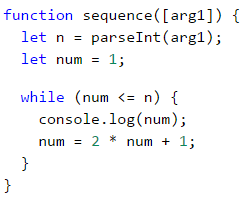 function sequence([arg1]) {
  let n = parseInt(arg1);
  let num = 1;

  while (num <= n) {
    console.log(num);
    num = 2 * num + 1;
  }
}